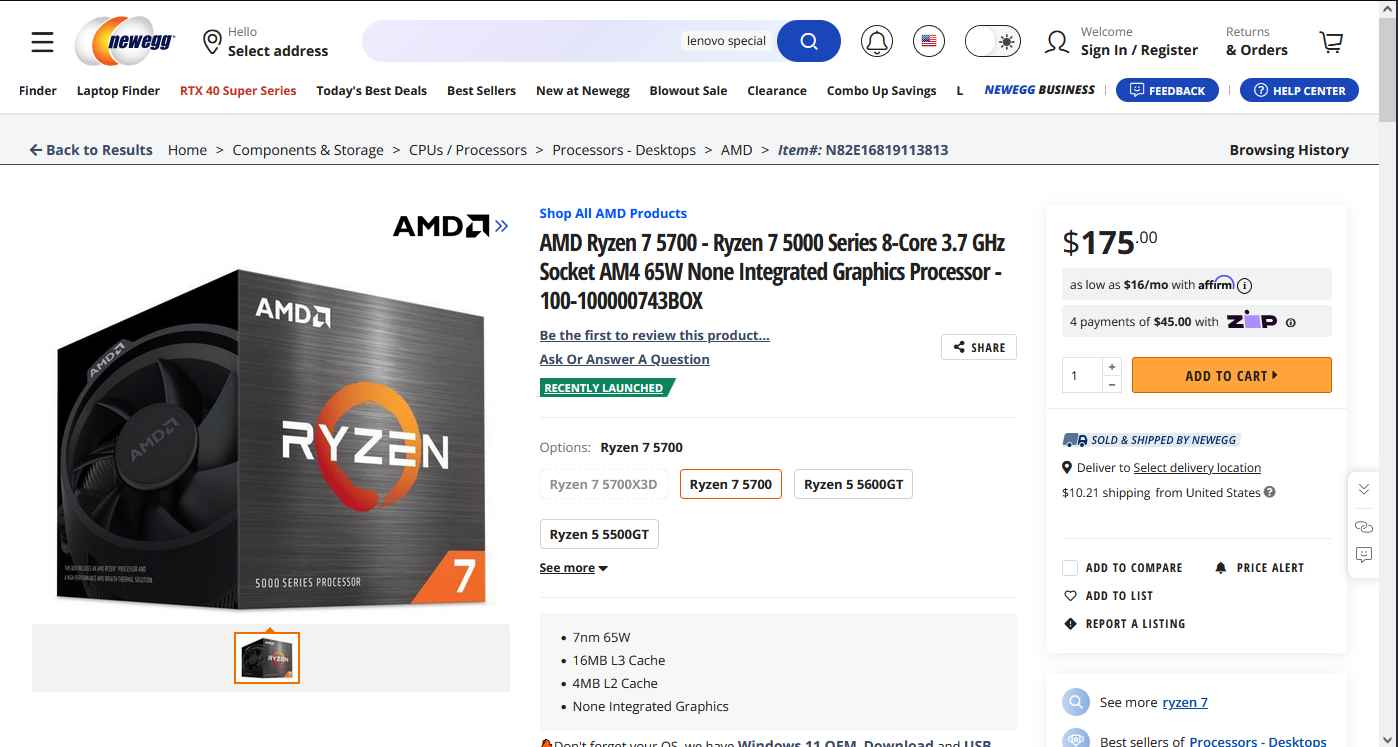 newegg
Hello
Select address
lenovo special
Welcome
Sign In / Register
Returns
& Orders
Finder
Laptop Finder
RTX 40 Super Series
Today's Best Deals
Best Sellers
New at Newegg
Blowout Sale
Clearance
Combo Up Savings
L
NEWEGG BUSINESS
FEEDBACK
HELP CENTER
Back to Results
Home > Components & Storage > CPUs / Processors > Processors - Desktops > AMD > Item#: N82E16819113813
Browsing History
AMD
AMD
AMD
AMD
RYZEN
5000 SERIES PROCESSOR
7
AMD
RYZEN
Shop All AMD Products
AMD Ryzen 7 5700 - Ryzen 7 5000 Series 8-Core 3.7 GHz
Socket AM4 65W None Integrated Graphics Processor -
100-100000743BOX
Be the first to review this product...
Ask Or Answer A Question
SHARE
RECENTLY LAUNCHED
Options: Ryzen 7 5700
Ryzen 7 5700X3D
Ryzen 7 5700
Ryzen 5 5600GT
Ryzen 5 5500GT
See more
7nm 65W
16MB L3 Cache
4MB L2 Cache
None Integrated Graphics
Don't forget your OS, we have Windows 11 OEM, Download and USB
$175.00
as low as $16/mo with affirm
4 payments of $45.00 with ZIP
1
+
−
ADD TO CART
SOLD & SHIPPED BY NEWEGG
Deliver to Select delivery location
$10.21 shipping from United States
ADD TO COMPARE
PRICE ALERT
ADD TO LIST
REPORT A LISTING
See more ryzen 7
Best sellers of Processors - Desktops